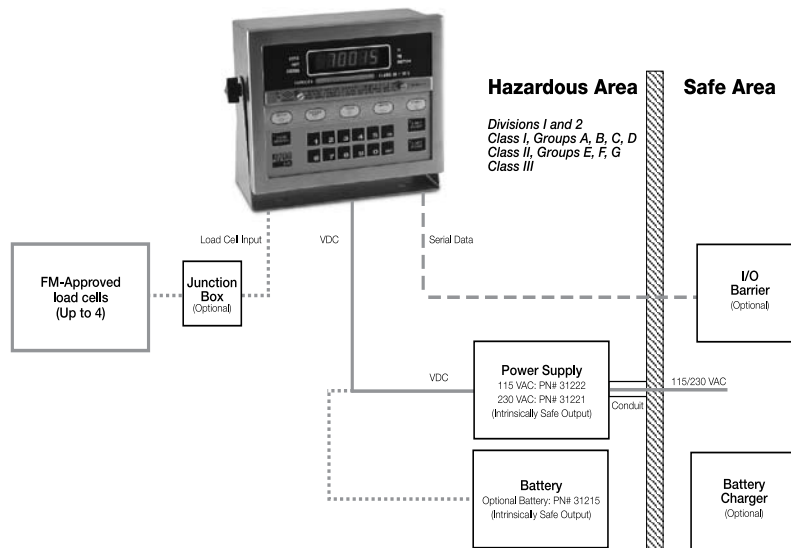 70015
Hazardous Area
Safe Area
Divisions I and 2
Class I, Groups A, B, C, D
Class II, Groups E, F, G
Class III
Load Cell Input
VDC
Serial Data
FM-Approved
load cells
(Up to 4)
Junction
Box
(Optional)
I/O
Barrier
(Optional)
VDC
Power Supply
115 VAC: PN# 31222
230 VAC: PN# 31221
(Intrinsically Safe Output)
Conduit
115/230 VAC
Battery
Optional Battery: PN# 31215
(Intrinsically Safe Output)
Battery
Charger
(Optional)